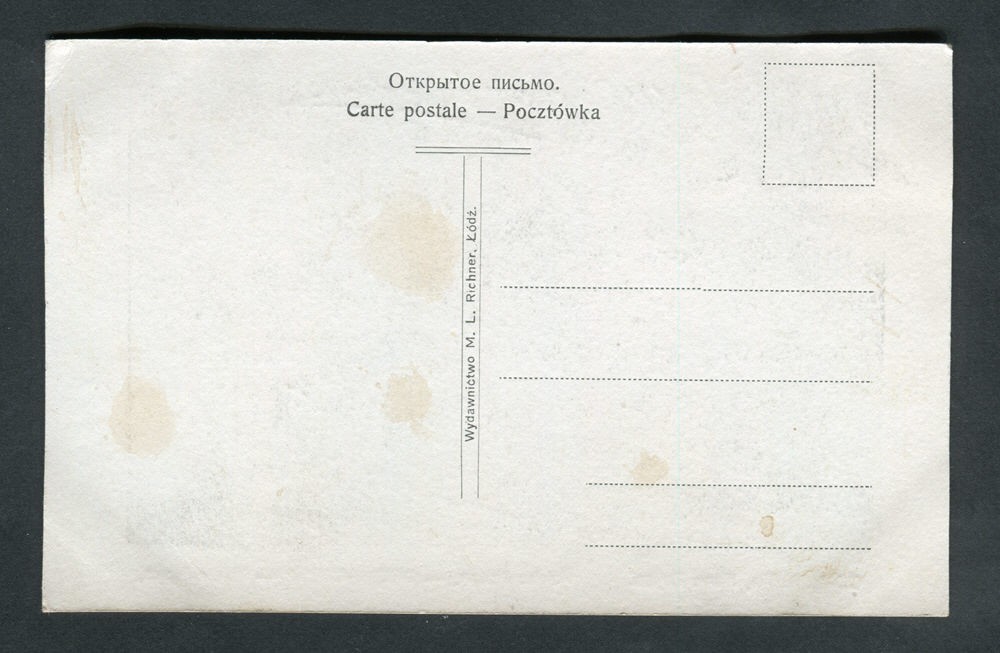 Открытое письмо.
Carte postale — Pocztówka
Wydawnictwo M. L. Richner, Łódź.